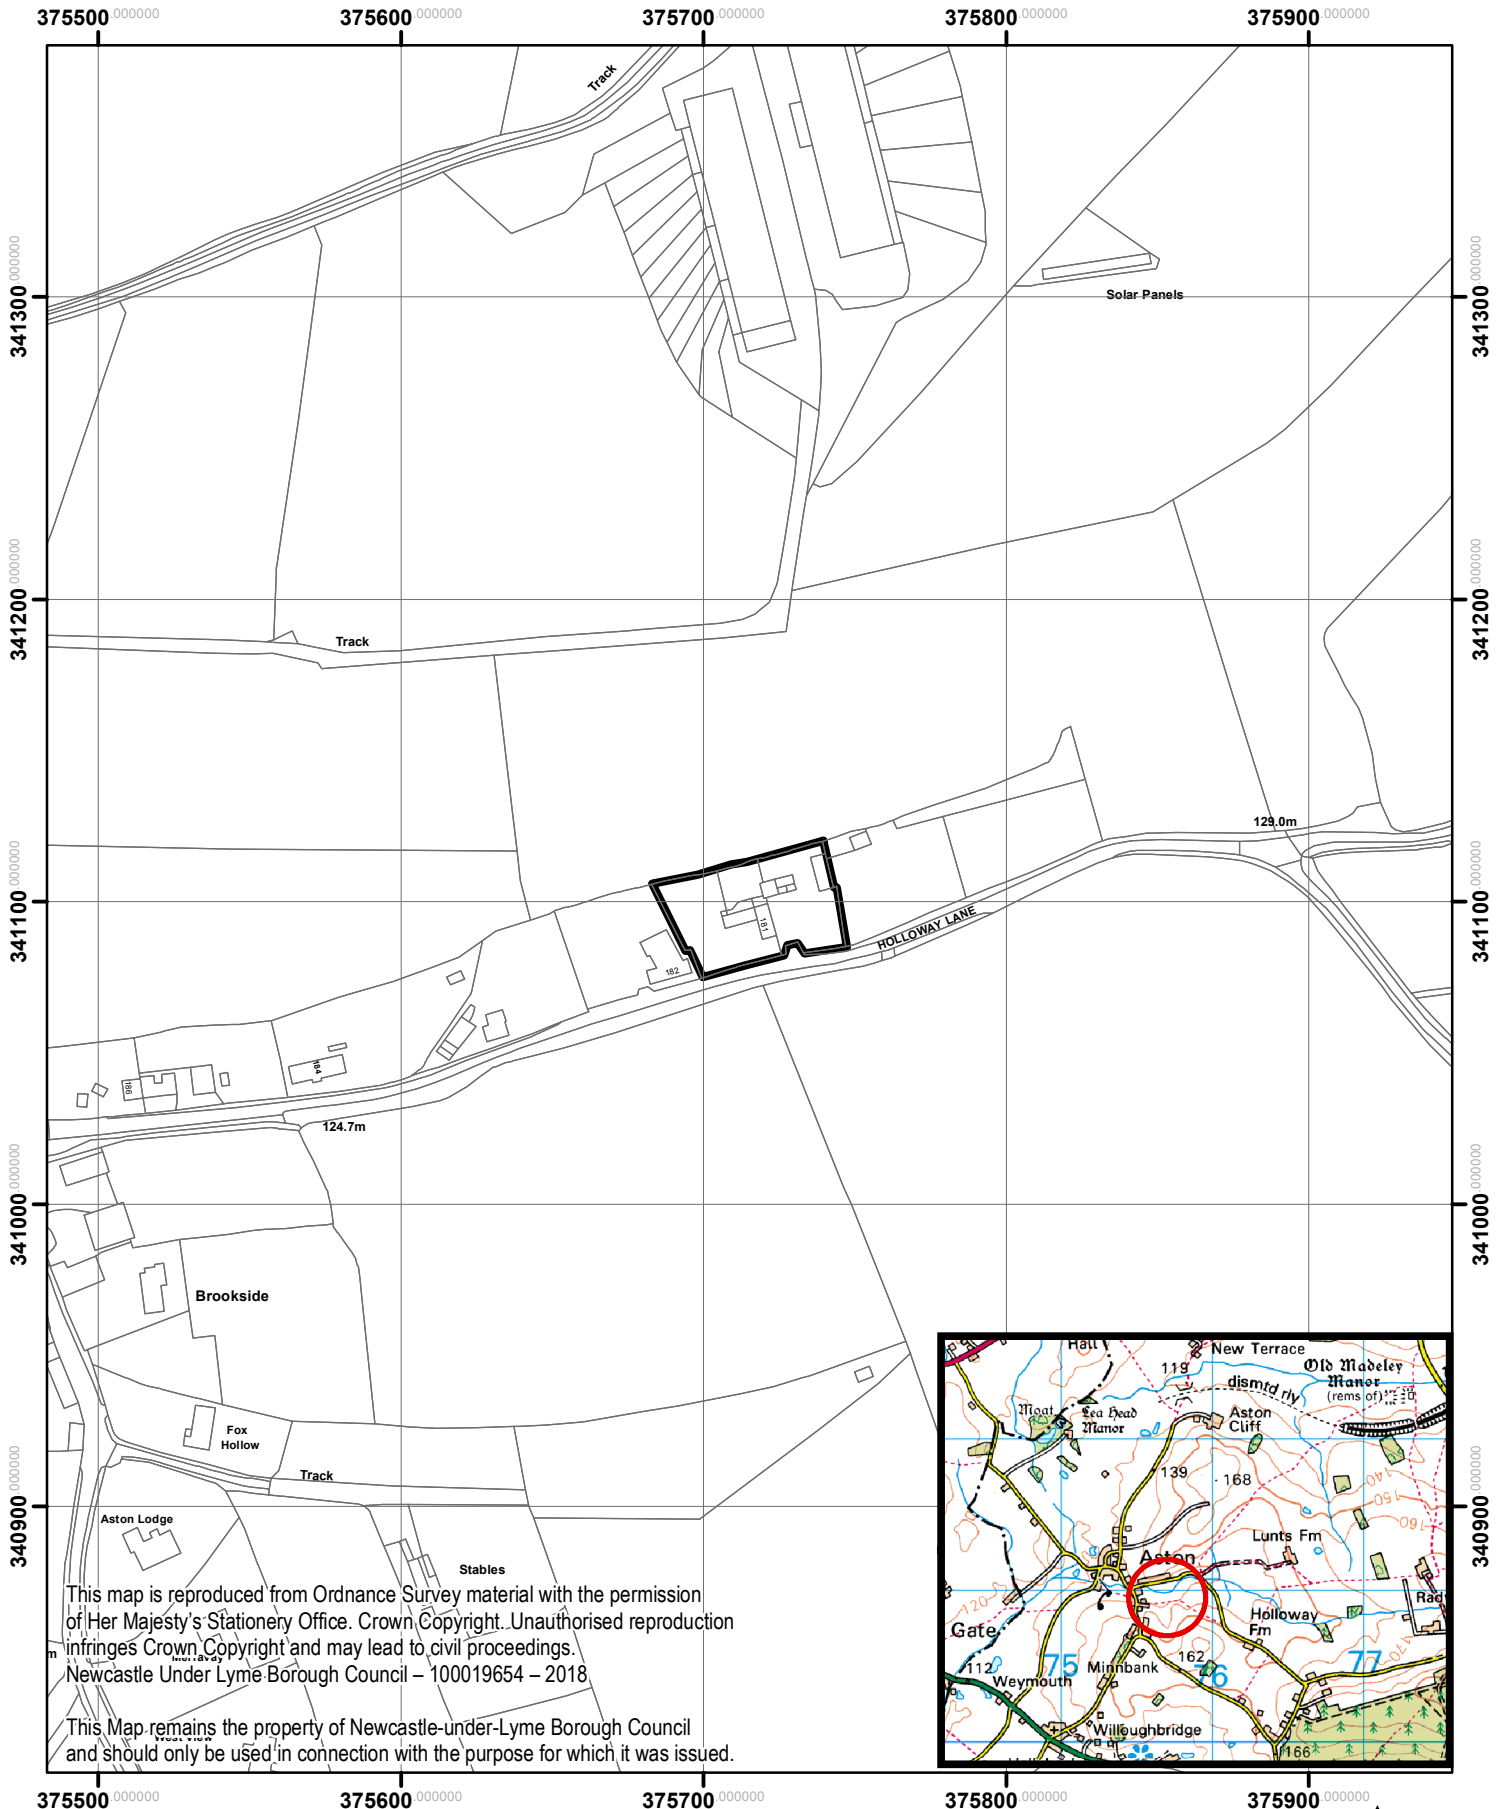 375500.000000 375600.000000 375700.000000 375800.000000 375900.000000
Track
341300.000000
341300.000000
Solar Panels
341200.000000
341200.000000
Track
129.0m
341100.000000
341100.000000
181
HOLLOWAY LANE
182
184
186
124.7m
341000.000000
341000.000000
Brookside
Fox
Hollow
Track
340900.000000
340900.000000
Aston Lodge
Stables
This map is reproduced from Ordnance Survey material with the permission
of Her Majesty's Stationery Office. Crown Copyright. Unauthorised reproduction
infringes Crown Copyright and may lead to civil proceedings.
Newcastle Under Lyme Borough Council – 100019654 – 2018
m
West View
This Map remains the property of Newcastle-under-Lyme Borough Council
and should only be used in connection with the purpose for which it was issued.
Hall
New Terrace
119
Old Madeley
Manor
(rems of)
dismtd rly
Moat
Lea Head
Manor
Aston
Cliff
139
168
140
150
160
Lunts Fm
Aston
120
Holloway
Fm
Gate
170
112
75
Minnbank
162
76
77
Weymouth
Willoughbridge
166
375500.000000 375600.000000 375700.000000 375800.000000 375900.000000